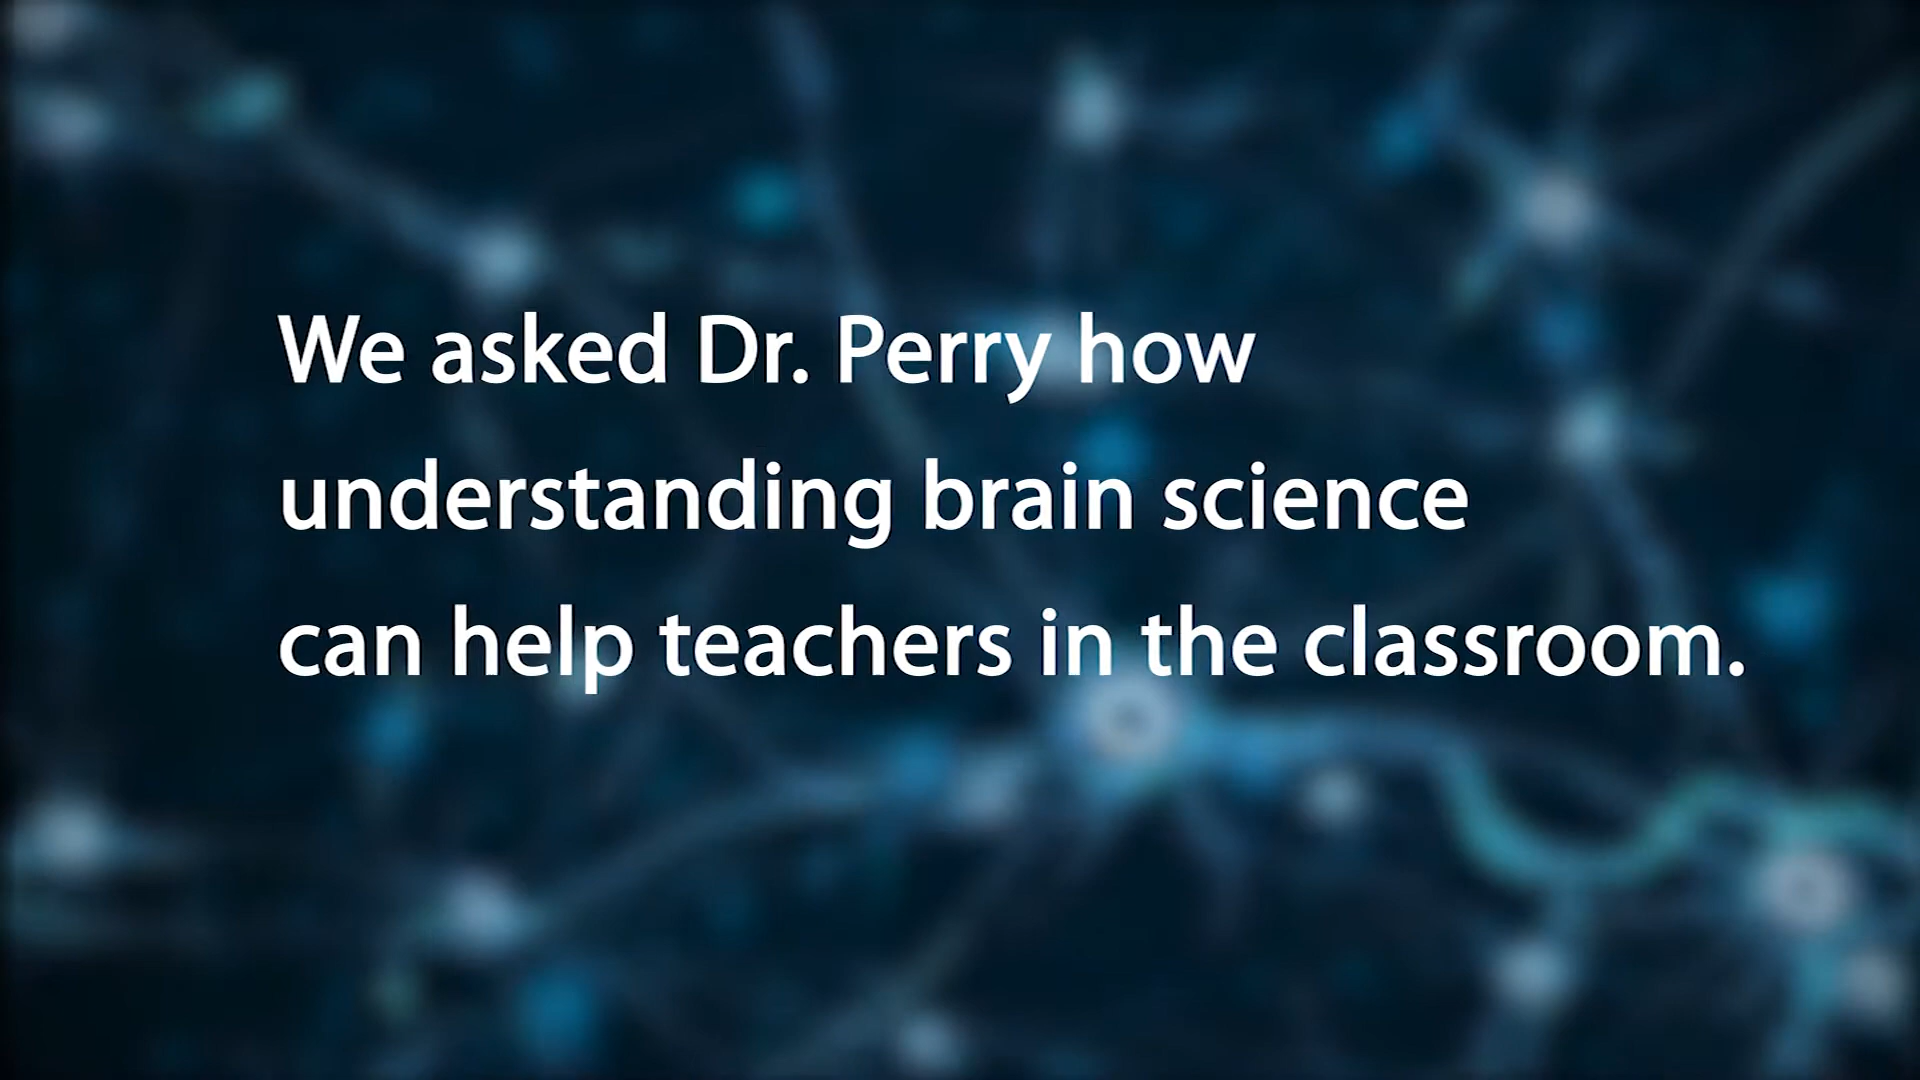 We asked Dr. Perry how
understanding brain science
can help teachers in the classroom.